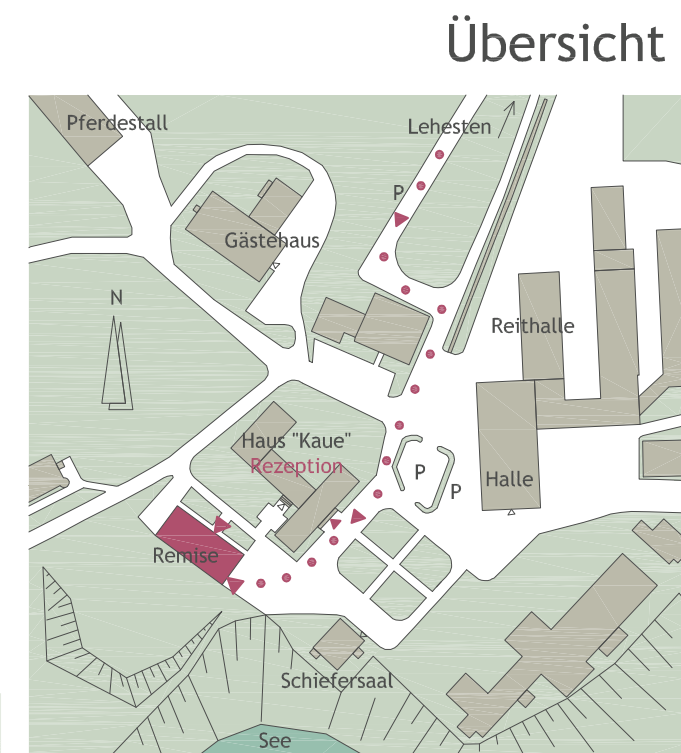 Übersicht
Pferdestall
Lehesten
P
Gästehaus
N
Reithalle
Haus "Kaue"
Rezeption
P
Halle
P
Remise
Schiefersaal
See